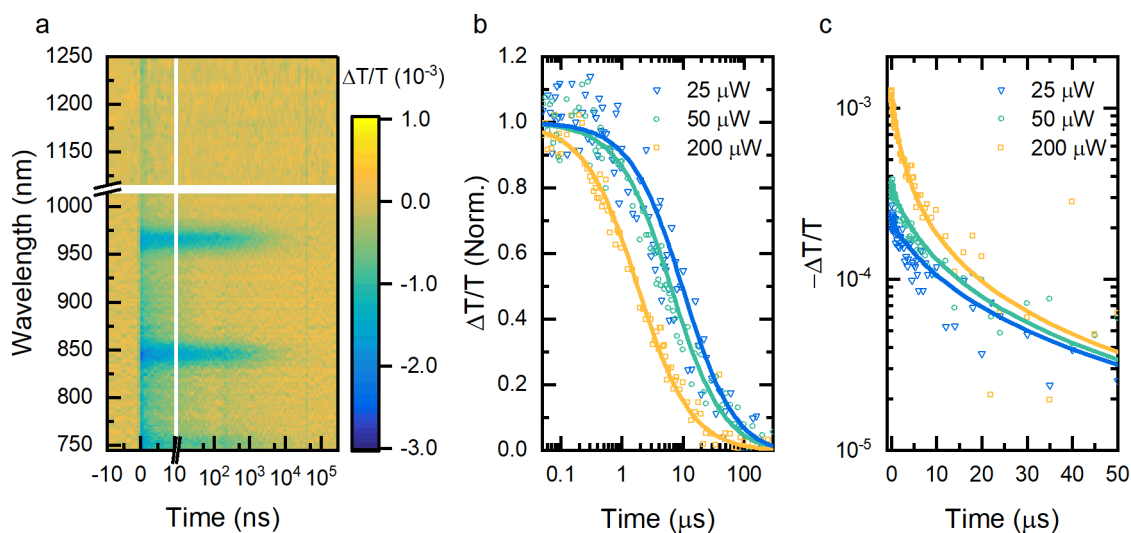 a
1250
1200
1150
1000
950
900
850
800
750
Wavelength (nm)
-10 0 10 10² 10³ 10⁴ 10⁵
Time (ns)
ΔT/T (10⁻³)
1.0
0.0
-1.0
-2.0
-3.0
b
1.2
1.0
0.8
0.6
0.4
0.2
0.0
ΔT/T (Norm.)
25 μW
50 μW
200 μW
0.1 1 10 100
Time (μs)
c
10⁻³
10⁻⁴
10⁻⁵
−ΔT/T
25 μW
50 μW
200 μW
0 10 20 30 40 50
Time (μs)